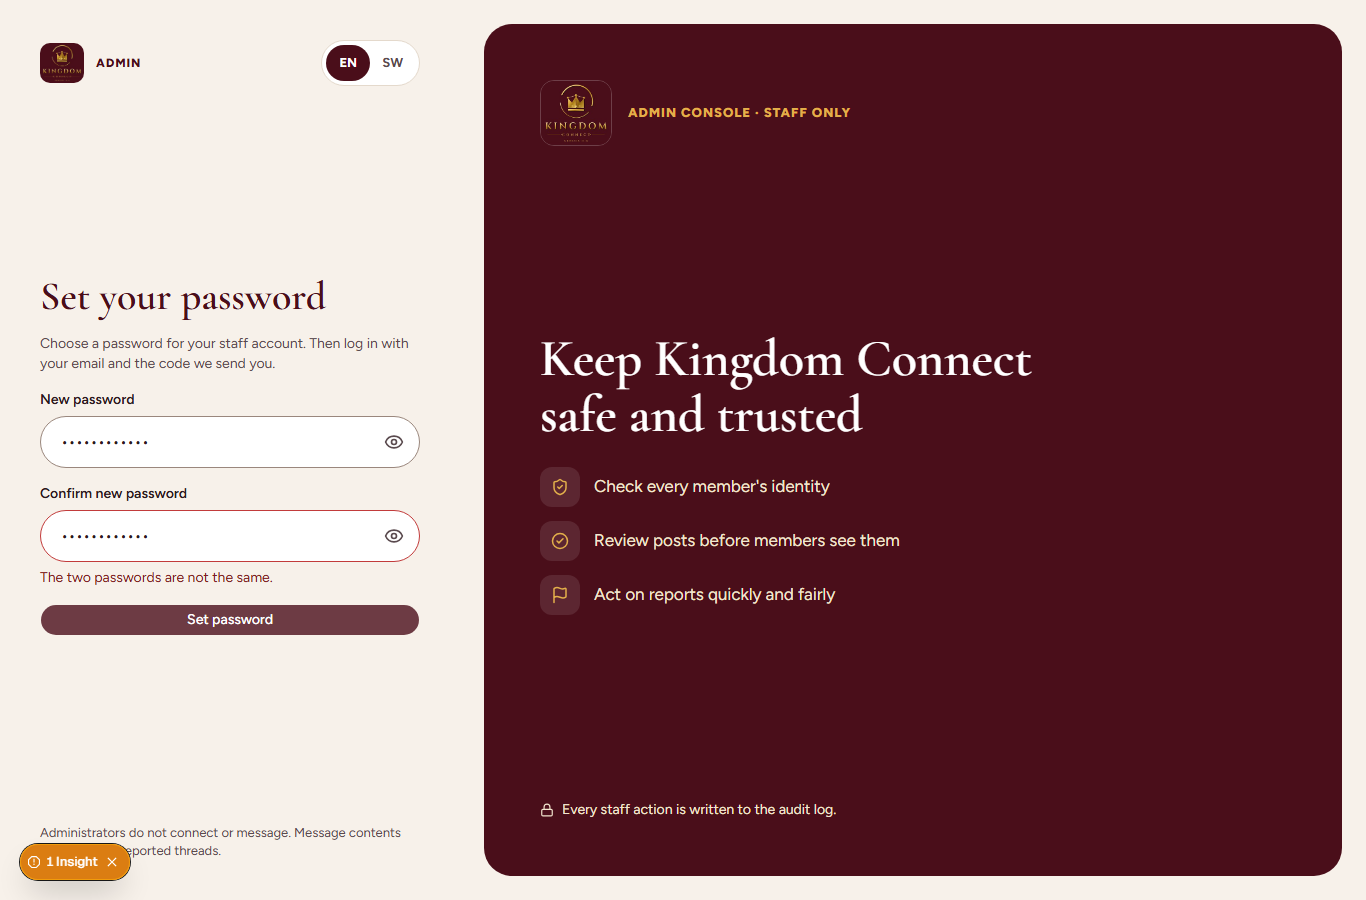 KINGDOM
ADMIN
EN
SW
Set your password
Choose a password for your staff account. Then log in with
your email and the code we send you.
New password
••••••••••••
Confirm new password
••••••••••••
The two passwords are not the same.
Set password
Administrators do not connect or message. Message contents
eported threads.
1 Insight
KINGDOM
CONNECT
ADMIN CONSOLE · STAFF ONLY
Keep Kingdom Connect
safe and trusted
Check every member's identity
Review posts before members see them
Act on reports quickly and fairly
Every staff action is written to the audit log.